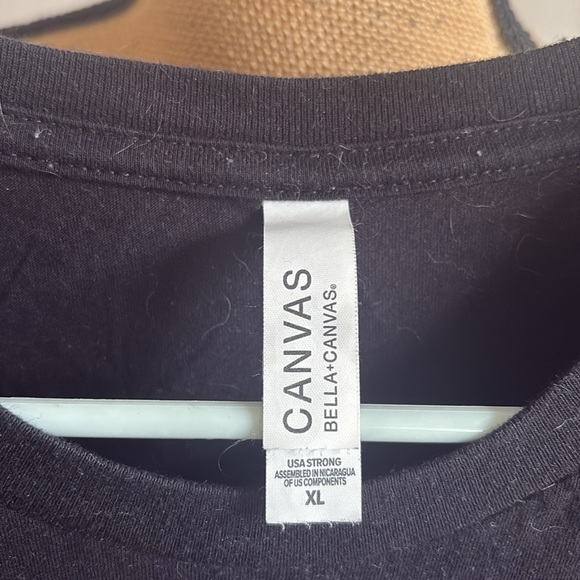 CANVAS
BELLA+CANVAS®
USA STRONG
ASSEMBLED IN NICARAGUA
OF US COMPONENTS
XL